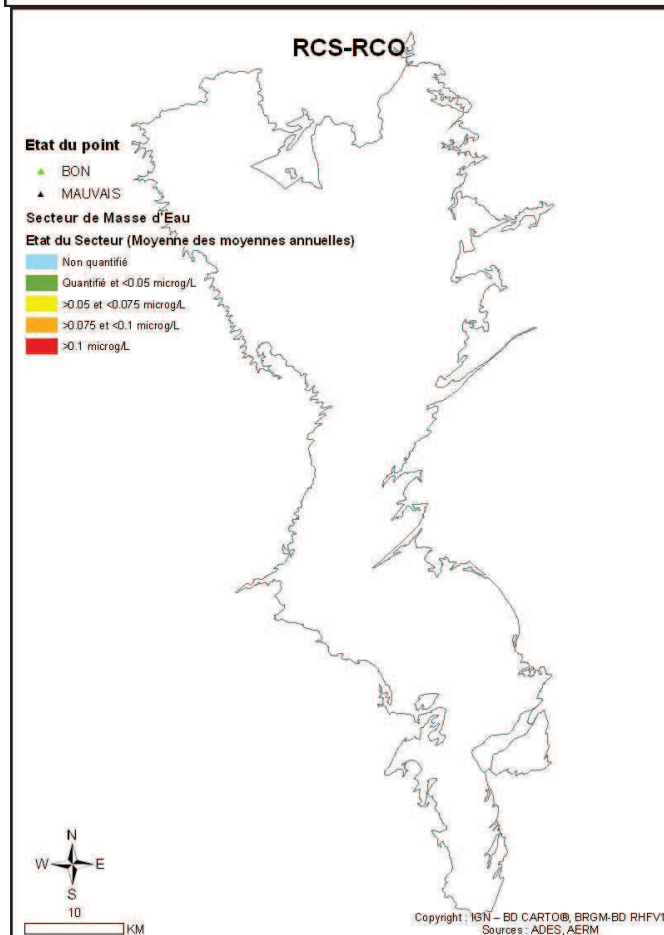 RCS-RCO
Etat du point
BON
MAUVAIS
Secteur de Masse d'Eau
Etat du Secteur (Moyenne des moyennes annuelles)
Non quantifié
Quantifié et <0.05 microg/L
>0.05 et <0.075 microg/L
>0.075 et <0.1 microg/L
>0.1 microg/L
N
W E
S
10
KM
Copyright : IGN – BD CARTO®, BRGM-BD RHFV1
Sources : ADES, AERM